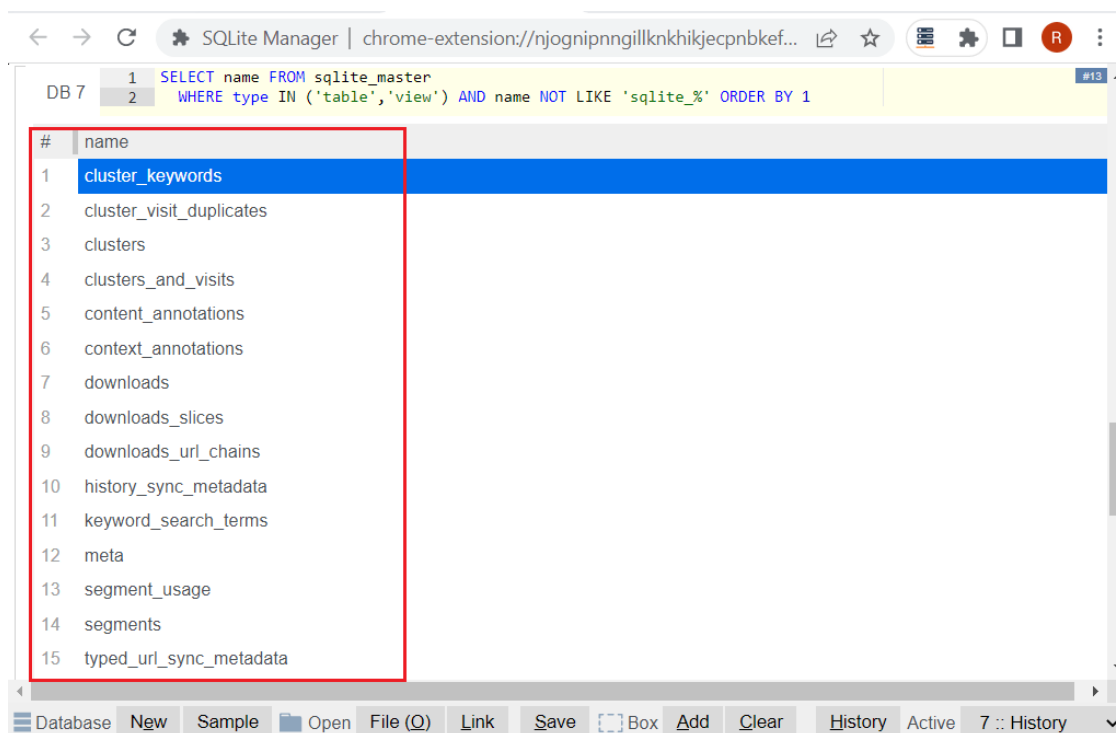 SQLite Manager | chrome-extension://njognipnngillknkhikjecpnbkef... R
DB 7
1 SELECT name FROM sqlite_master
2 WHERE type IN ('table','view') AND name NOT LIKE 'sqlite_%' ORDER BY 1
#13
# name
1 cluster_keywords
2 cluster_visit_duplicates
3 clusters
4 clusters_and_visits
5 content_annotations
6 context_annotations
7 downloads
8 downloads_slices
9 downloads_url_chains
10 history_sync_metadata
11 keyword_search_terms
12 meta
13 segment_usage
14 segments
15 typed_url_sync_metadata
Database New Sample Open File (O) Link Save Box Add Clear History Active 7 :: History